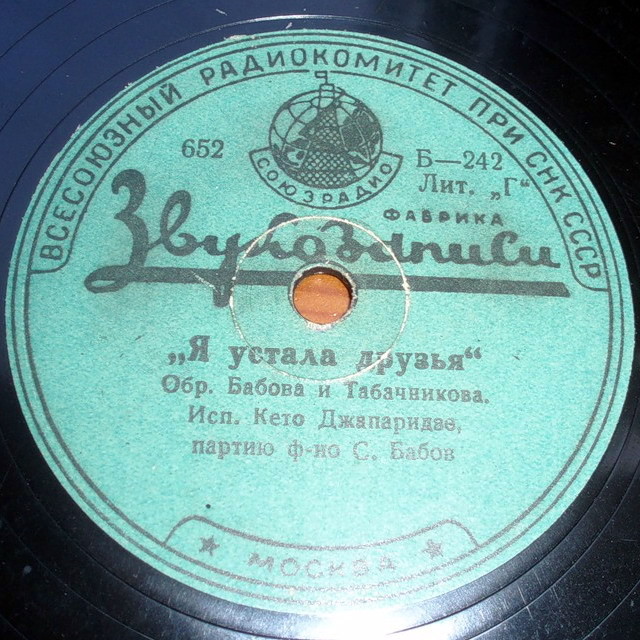 ВСЕСОЮЗНЫЙ РАДИОКОМИТЕТ ПРИ СНК СССР
СОЮЗРАДИО
652
Б—242
Лит. „Г“
ФАБРИКА
Звукозаписи
„Я устала друзья“
Обр. Бабова и Табачникова.
Исп. Кето Джапаридзе,
партию ф-но С. Бабов
★ МОСКВА ★